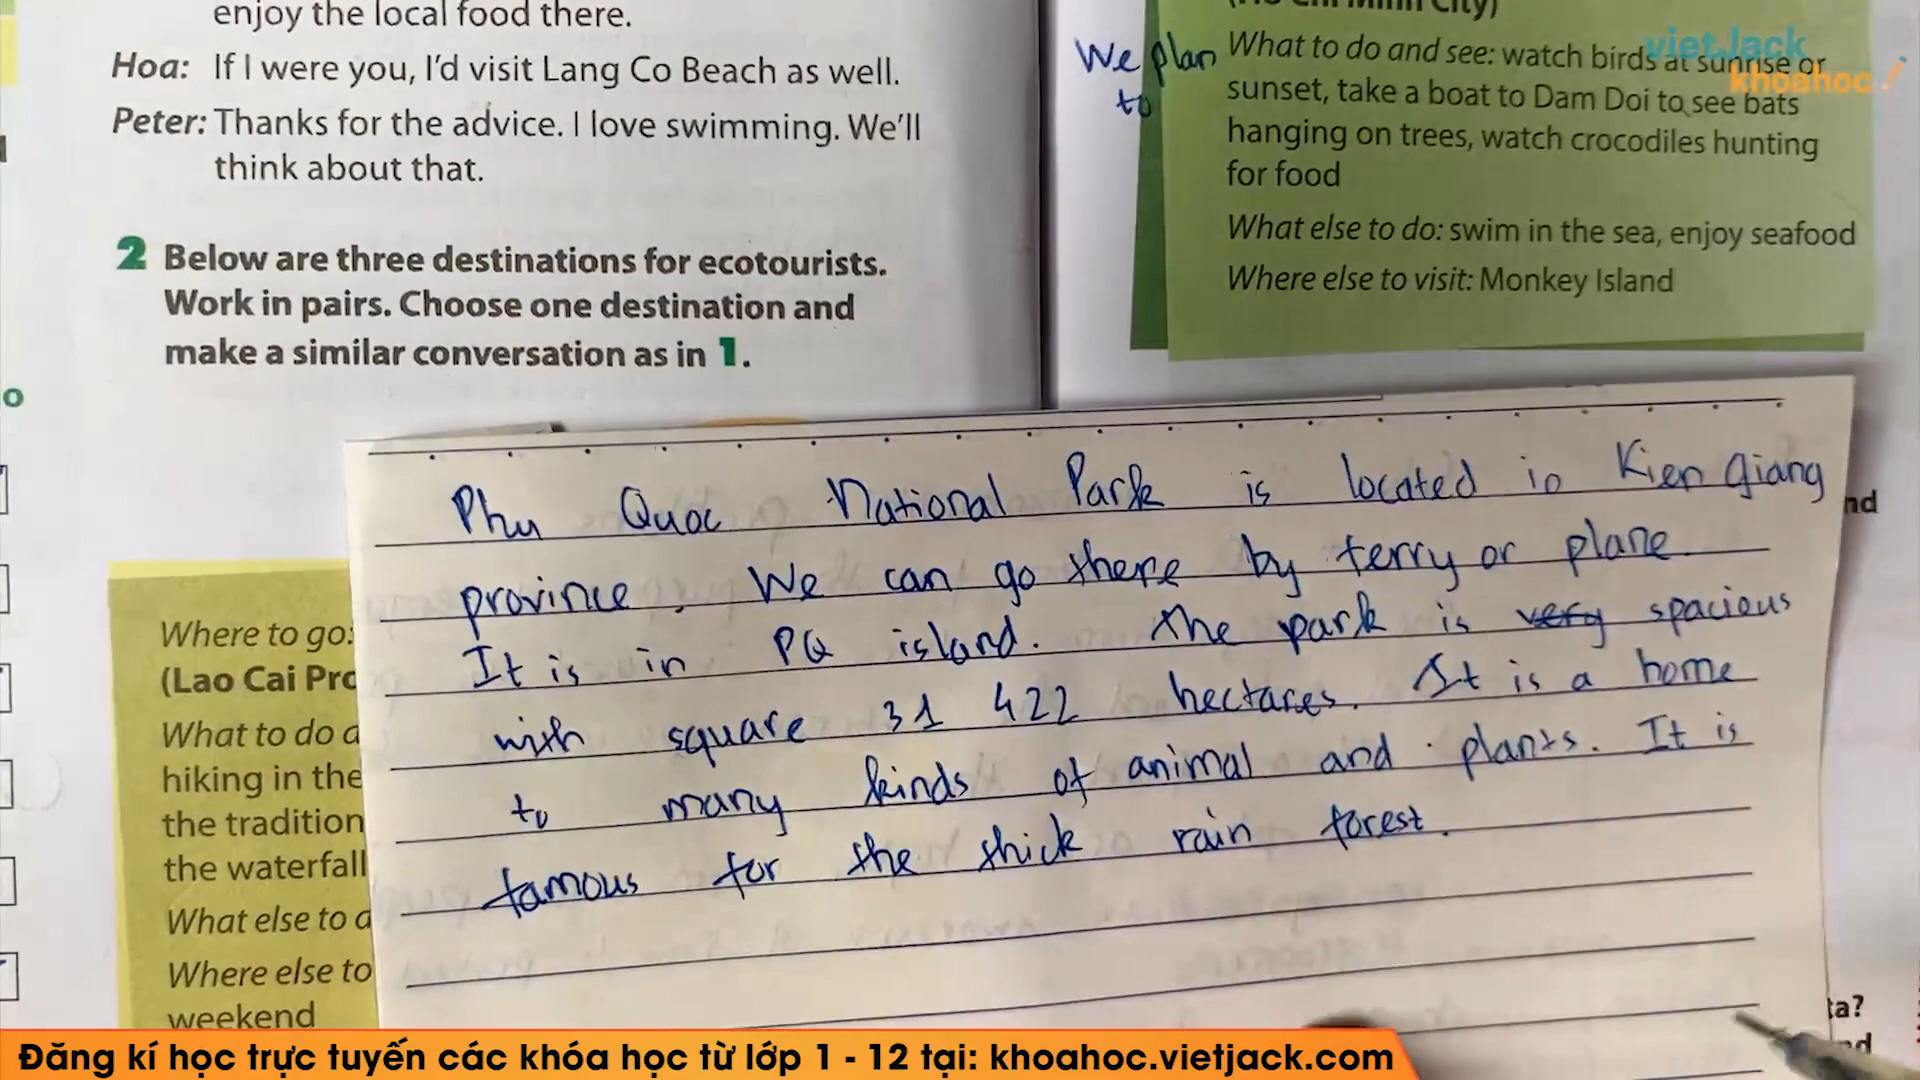 enjoy the local food there.
Hoa: If I were you, I'd visit Lang Co Beach as well.
Peter: Thanks for the advice. I love swimming. We'll
think about that.
2 Below are three destinations for ecotourists.
Work in pairs. Choose one destination and
make a similar conversation as in 1.
Where to go:
(Lao Cai Pro
What to do a
hiking in the
the tradition
the waterfall
What else to d
Where else to
weekend
We plan
to
What to do and see: watch birds at sunrise or
sunset, take a boat to Dam Doi to see bats
hanging on trees, watch crocodiles hunting
for food
What else to do: swim in the sea, enjoy seafood
Where else to visit: Monkey Island
vietJack
khoahoc
Phu Quoc National Park is located in Kien Giang
province. We can go there by ferry or plane
It is in PQ island. The park is very spacious
with square 31 422 hectares. It is a home
to many kinds of animal and plants. It is
famous for the thick rain forest.
nd
ta?
nd
Đăng kí học trực tuyến các khóa học từ lớp 1 - 12 tại: khoahoc.vietjack.com